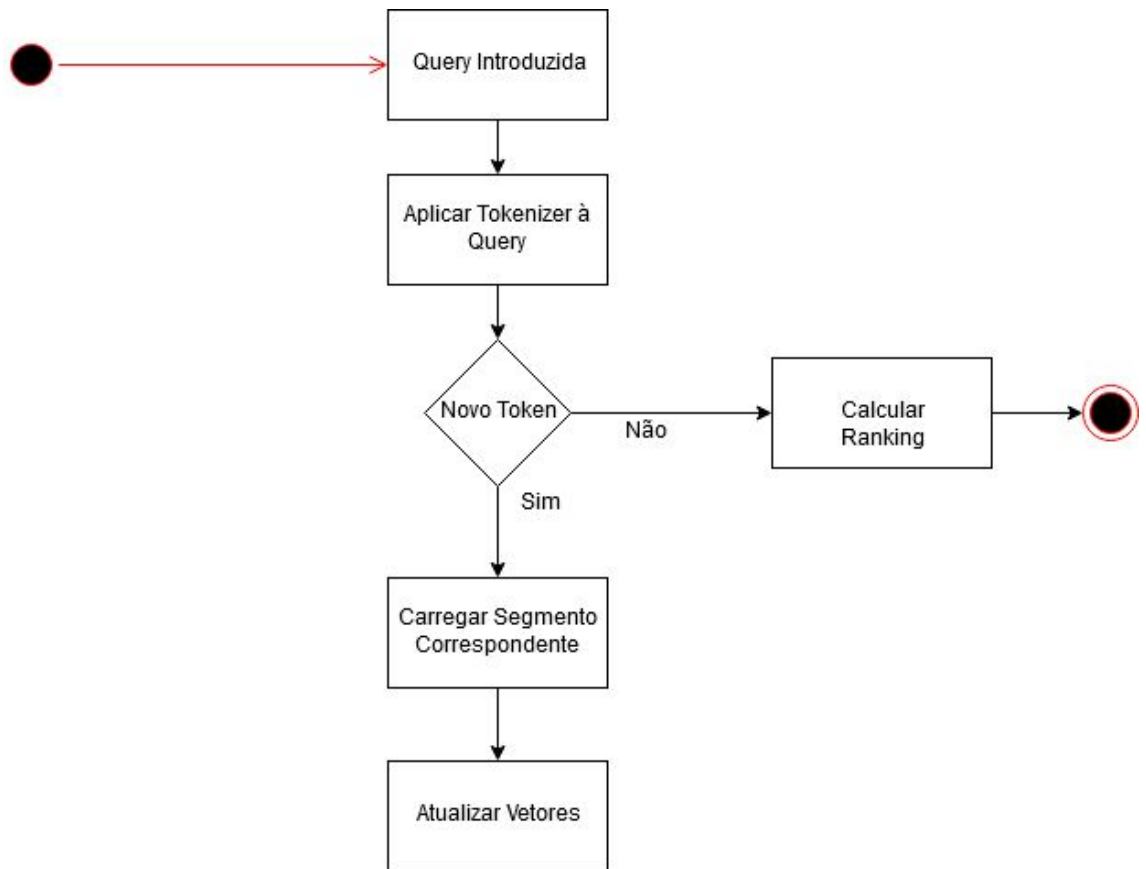 Query Introduzida
Aplicar Tokenizer à
Query
Novo Token
Não
Calcular
Ranking
Sim
Carregar Segmento
Correspondente
Atualizar Vetores